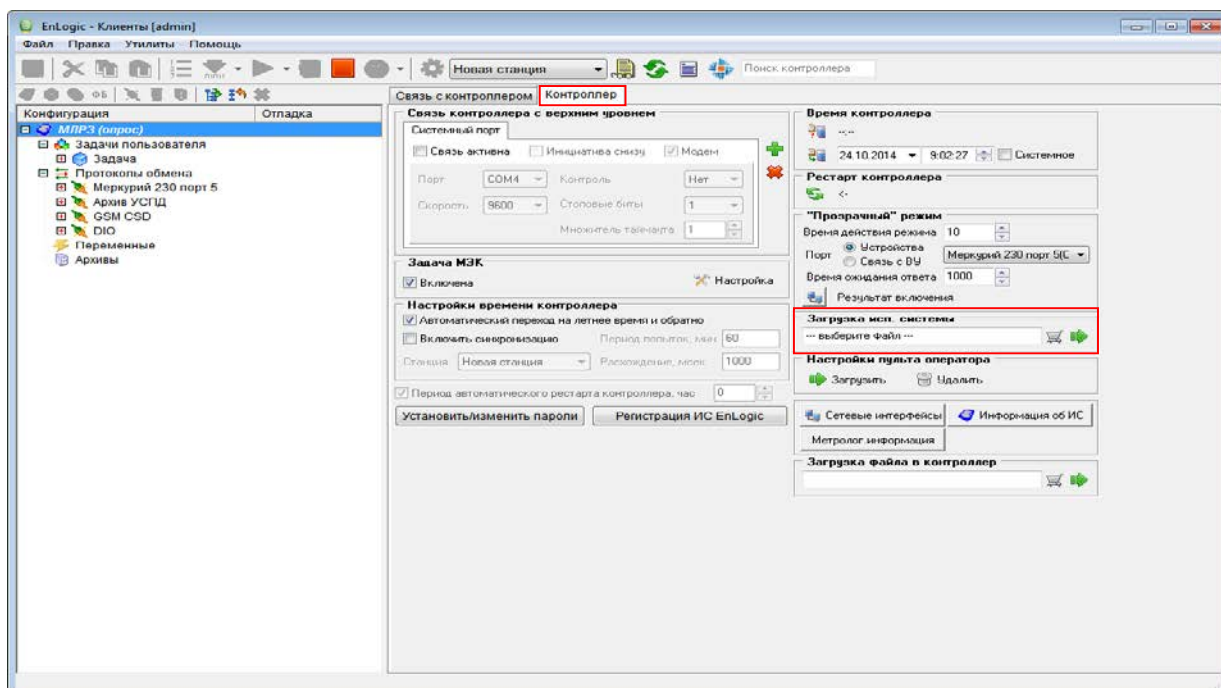 EnLogic - Клиенты [admin]
Файл Правка Утилиты Помощь
Новая станция
Поиск контроллера
Конфигурация Отладка
МЛРЗ (опрос)
Задачи пользователя
Задача
Протоколы обмена
Меркурий 230 порт 5
Архив УСПД
GSM CSD
DIO
Переменные
Архивы
Связь с контроллером Контроллер
Связь контроллера с верхним уровнем
Системный порт
Связь активна Инициатива снизу Модем
Порт COM4 Контроль Нет
Скорость 9600 Стоповые биты 1
Множитель таймаута 1
Задача МЭК
Включена Настройка
Настройки времени контроллера
Автоматический переход на летнее время и обратно
Включить синхронизацию Период попыток, мин 60
Станция Новая станция Расхождение, мсек 1000
Период автоматического рестарта контроллера, час 0
Установить/изменить пароли Регистрация ИС EnLogic
Время контроллера
--.--
24.10.2014 9:02:27 Системное
Рестарт контроллера
<-
"Прозрачный" режим
Время действия режима 10
Порт Устройства Меркурий 230 порт 5(С
Связь с ВУ
Время ожидания ответа 1000
Результат включения
Загрузка исп. системы
--- выберите файл ---
Настройки пульта оператора
Загрузить Удалить
Сетевые интерфейсы Информация об ИС
Метролог.информация
Загрузка файла в контроллер